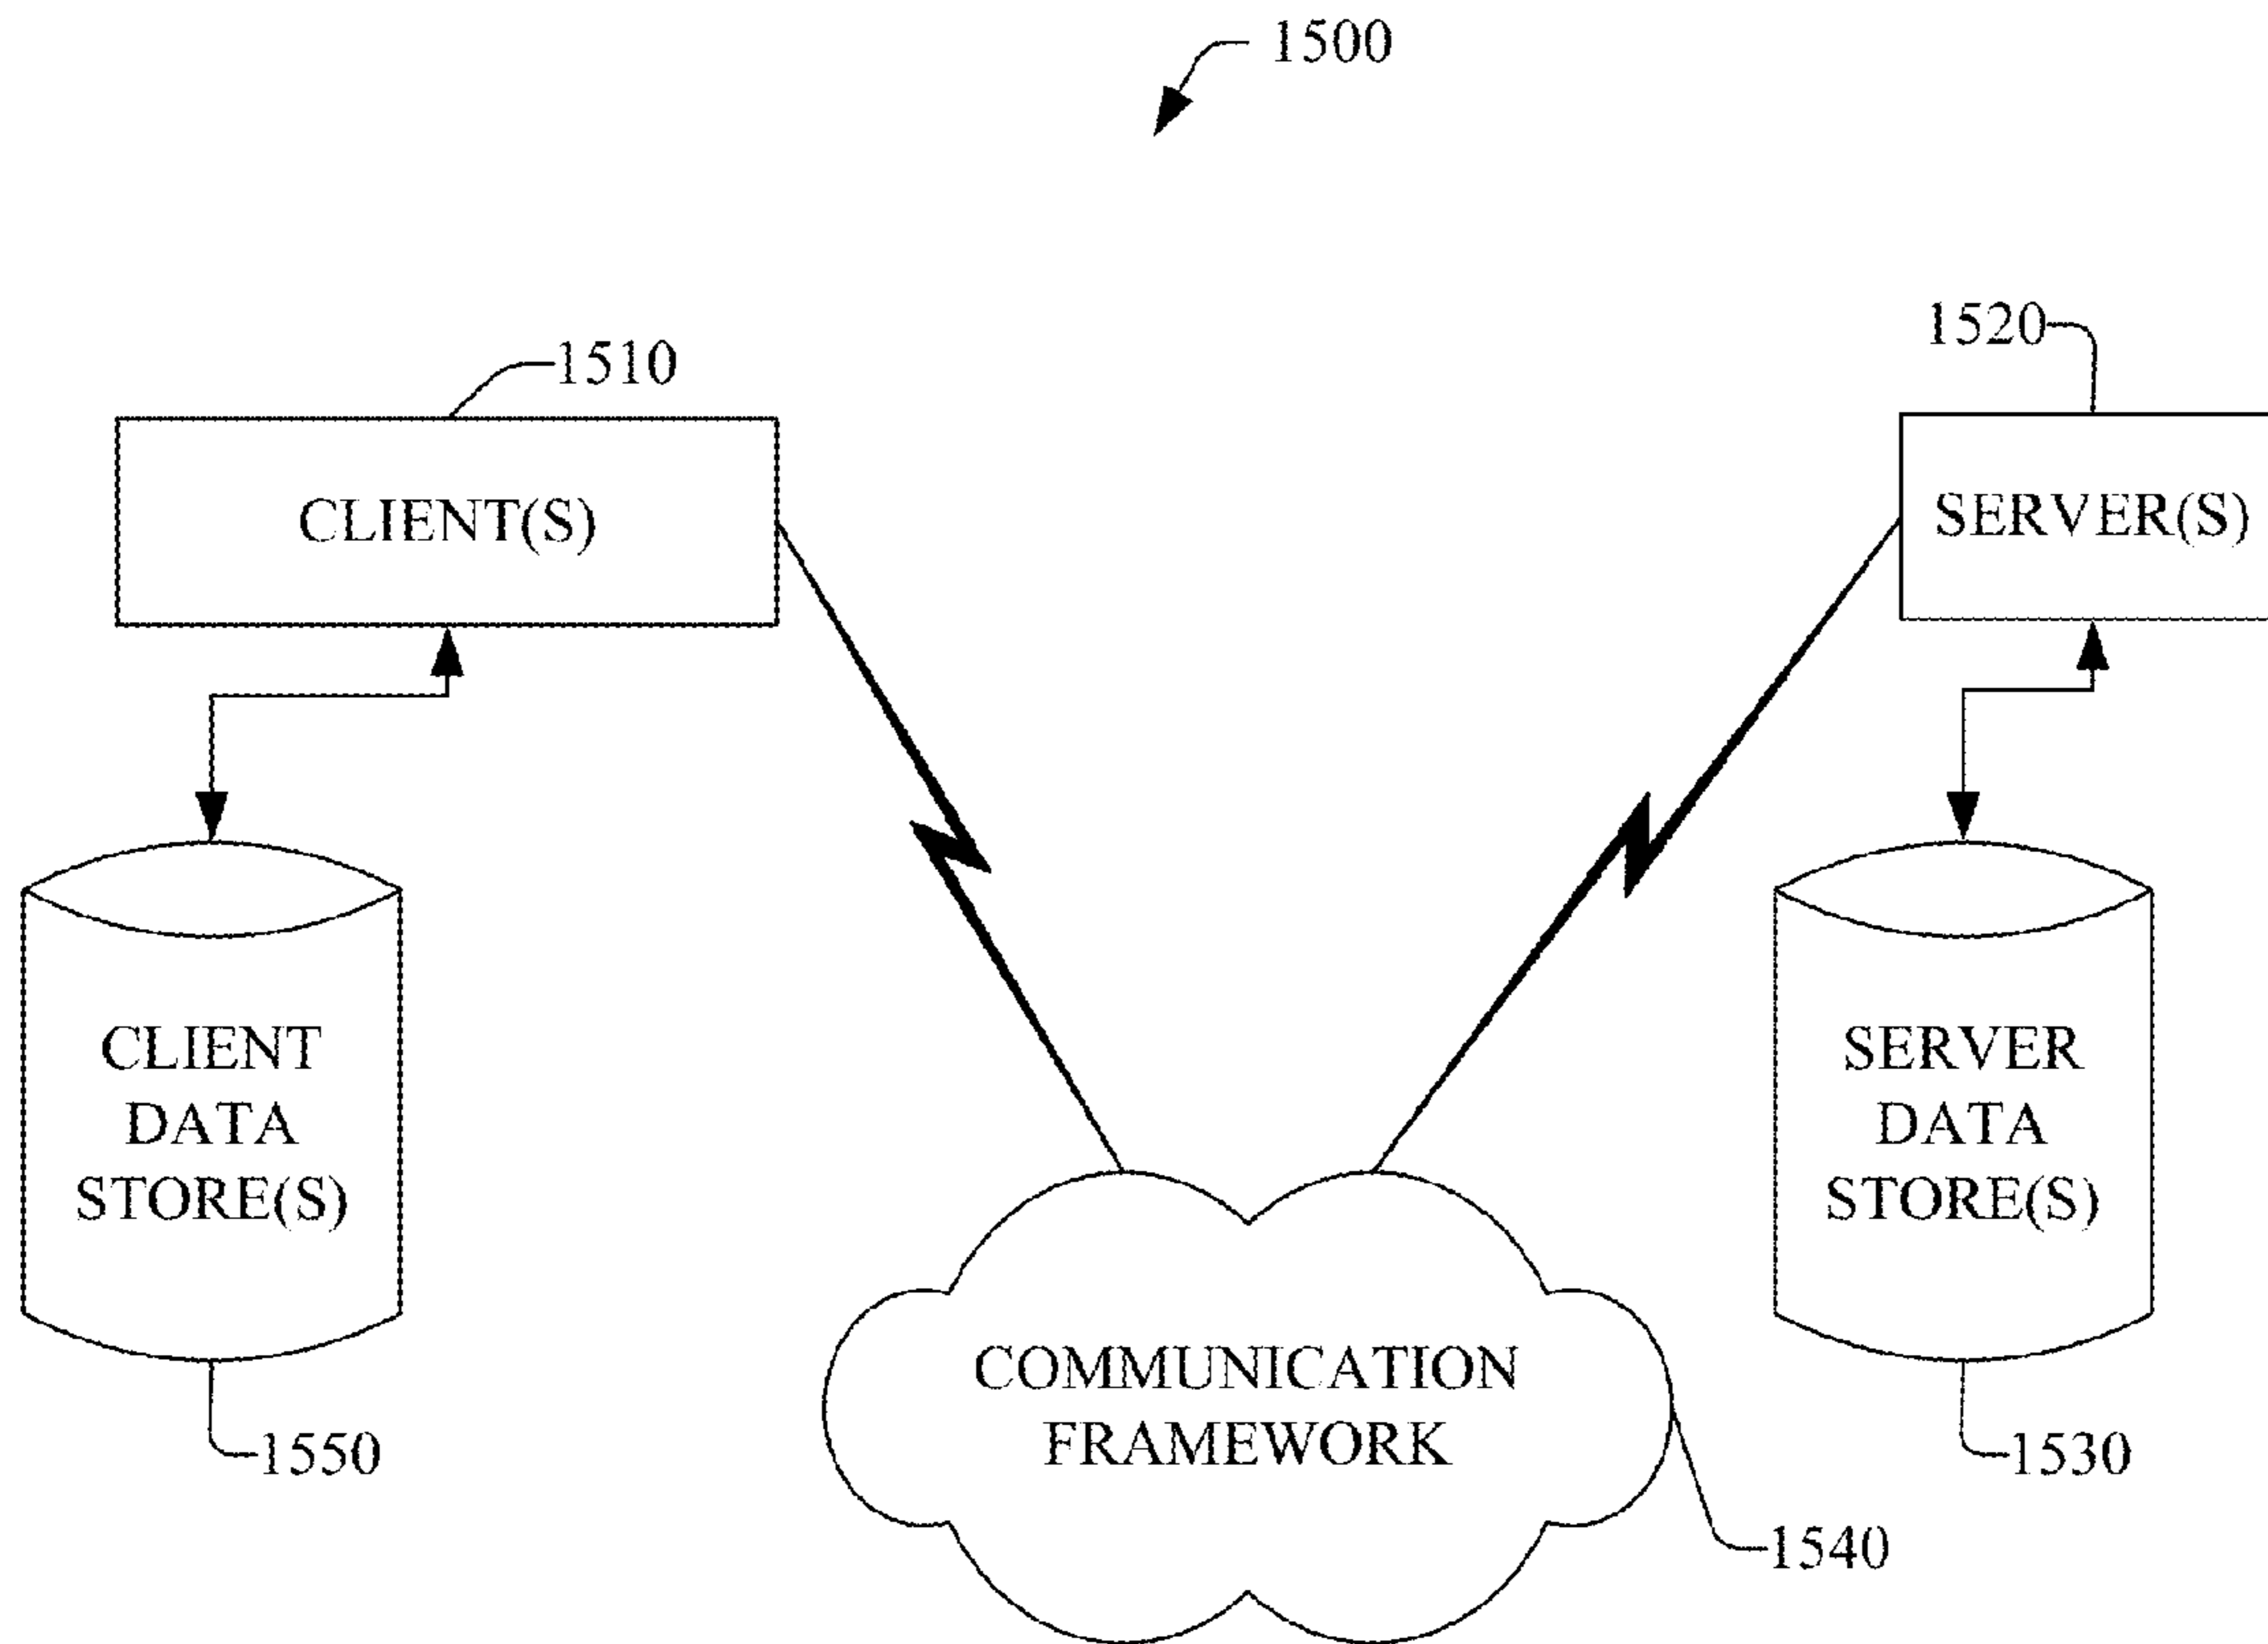 1500
1520
1510
CLIENT(S)
SERVER(S)
CLIENT
DATA
STORE(S)
SERVER
DATA
STORE(S)
COMMUNICATION
FRAMEWORK
1550
1530
1540